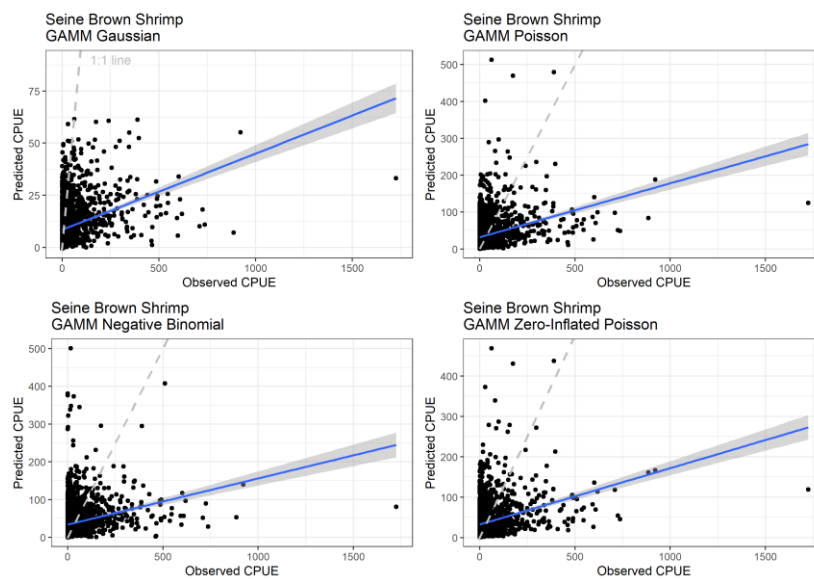 Seine Brown Shrimp
GAMM Gaussian
1:1 line
75
50
25
0
Predicted CPUE
0
500
1000
1500
Observed CPUE
Seine Brown Shrimp
GAMM Poisson
500
400
300
200
100
0
Predicted CPUE
0
500
1000
1500
Observed CPUE
Seine Brown Shrimp
GAMM Negative Binomial
500
400
300
200
100
0
Predicted CPUE
0
500
1000
1500
Observed CPUE
Seine Brown Shrimp
GAMM Zero-Inflated Poisson
500
400
300
200
100
0
Predicted CPUE
0
500
1000
1500
Observed CPUE